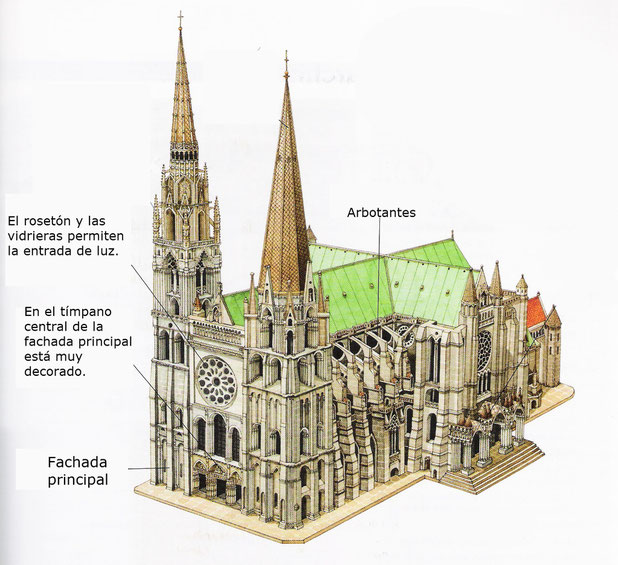 El rosetón y las
vidrieras permiten
la entrada de luz.
Arbotantes
En el tímpano
central de la
fachada principal
está muy
decorado.
Fachada
principal